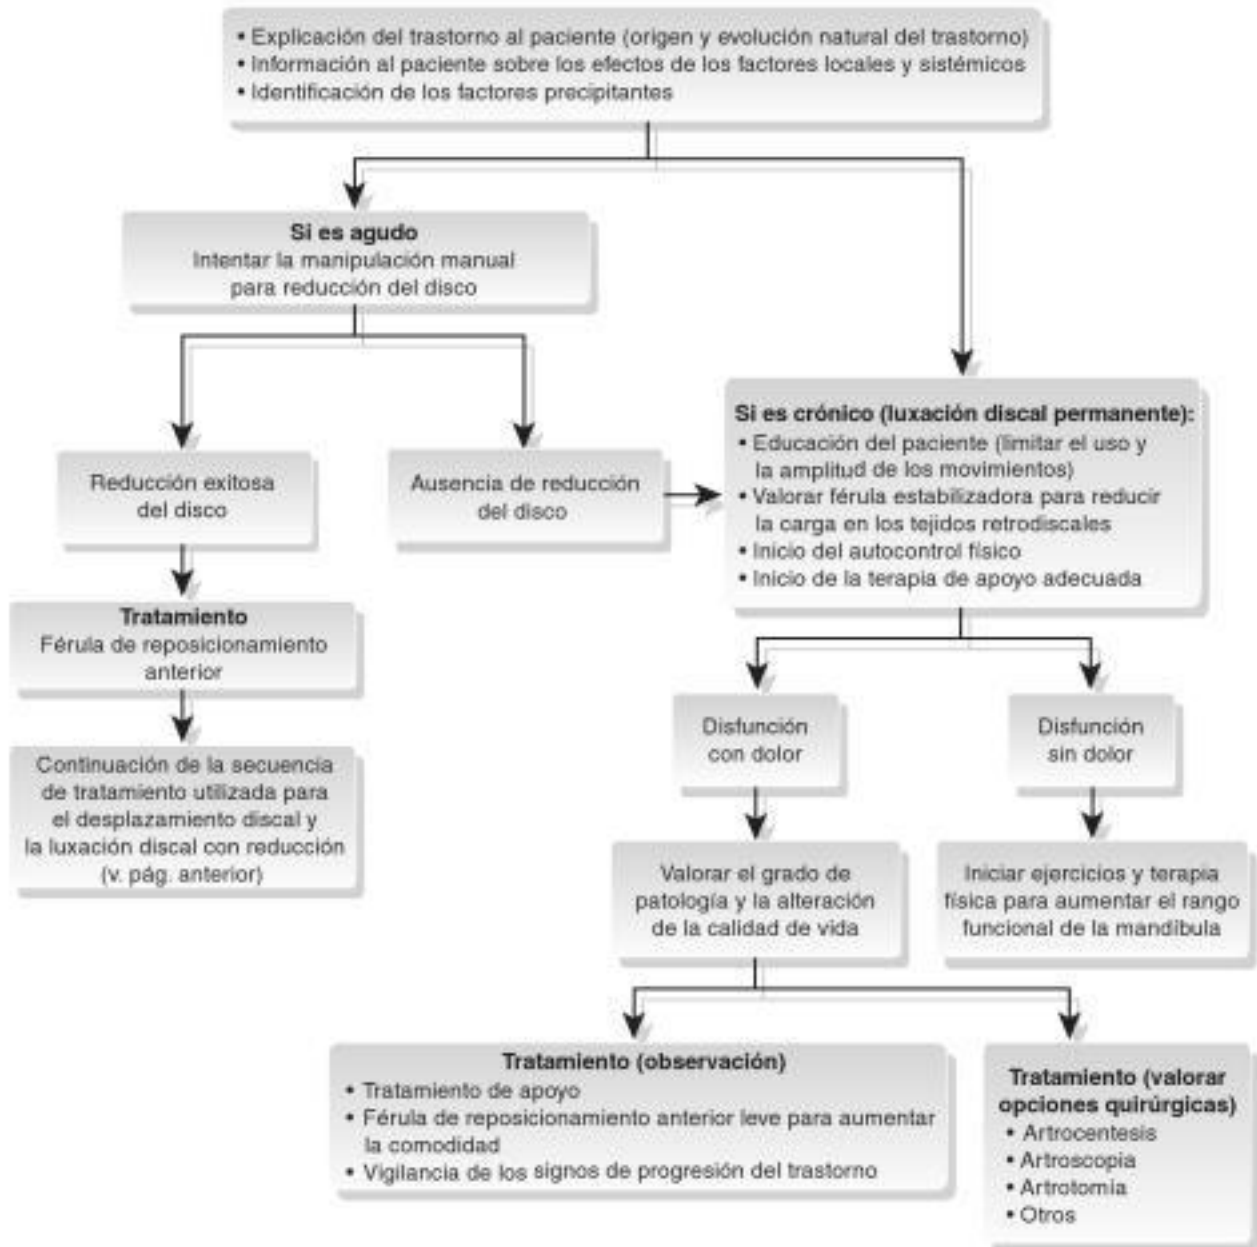 • Explicación del trastorno al paciente (origen y evolución natural del trastorno)
• Información al paciente sobre los efectos de los factores locales y sistémicos
• Identificación de los factores precipitantes
Si es agudo
Intentar la manipulación manual
para reducción del disco
Si es crónico (luxación discal permanente):
• Educación del paciente (limitar el uso y
la amplitud de los movimientos)
• Valorar férula estabilizadora para reducir
la carga en los tejidos retrodiscales
• Inicio del autocontrol físico
• Inicio de la terapia de apoyo adecuada
Reducción exitosa
del disco
Ausencia de reducción
del disco
Tratamiento
Férula de reposicionamiento
anterior
Continuación de la secuencia
de tratamiento utilizada para
el desplazamiento discal y
la luxación discal con reducción
(v. pág. anterior)
Disfunción
con dolor
Disfunción
sin dolor
Valorar el grado de
patología y la alteración
de la calidad de vida
Iniciar ejercicios y terapia
física para aumentar el rango
funcional de la mandíbula
Tratamiento (observación)
• Tratamiento de apoyo
• Férula de reposicionamiento anterior leve para aumentar
la comodidad
• Vigilancia de los signos de progresión del trastorno
Tratamiento (valorar
opciones quirúrgicas)
• Artrocentesis
• Artroscopia
• Artrotomía
• Otros